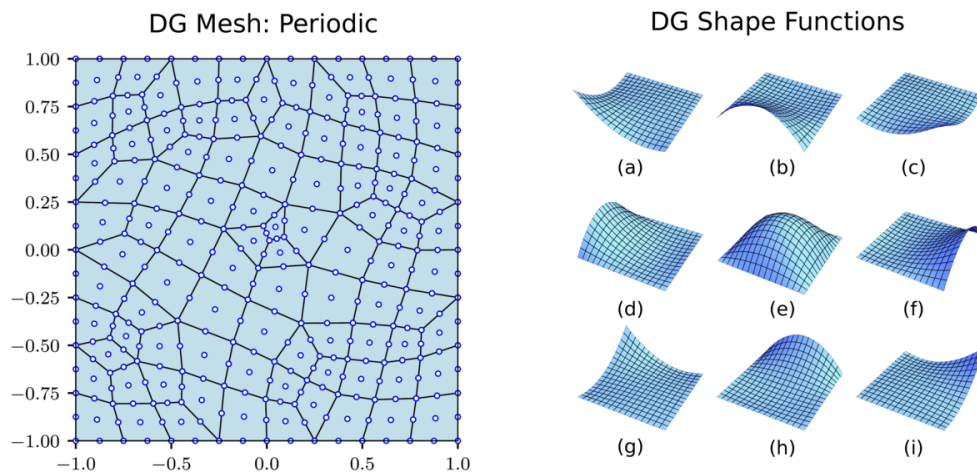 DG Mesh: Periodic
DG Shape Functions
1.00
0.75
0.50
0.25
0.00
−0.25
−0.50
−0.75
−1.00
−1.0
−0.5
0.0
0.5
1.0
(a)
(b)
(c)
(d)
(e)
(f)
(g)
(h)
(i)